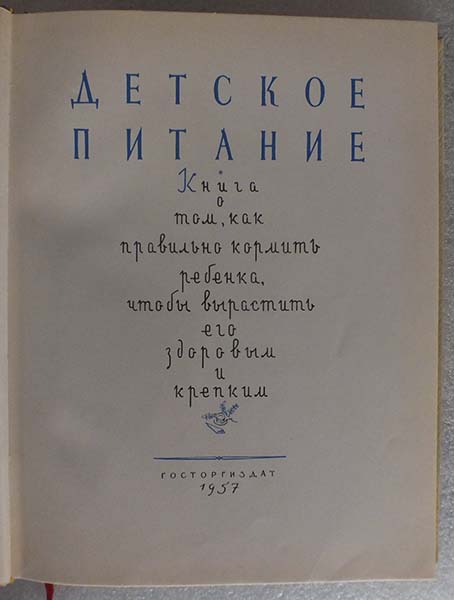 ДЕТСКОЕ
ПИТАНИЕ
Книга
о
том, как
правильно кормить
ребенка,
чтобы вырастить
его
здоровым
и
крепким
ГОСТОРГИЗДАТ
1957